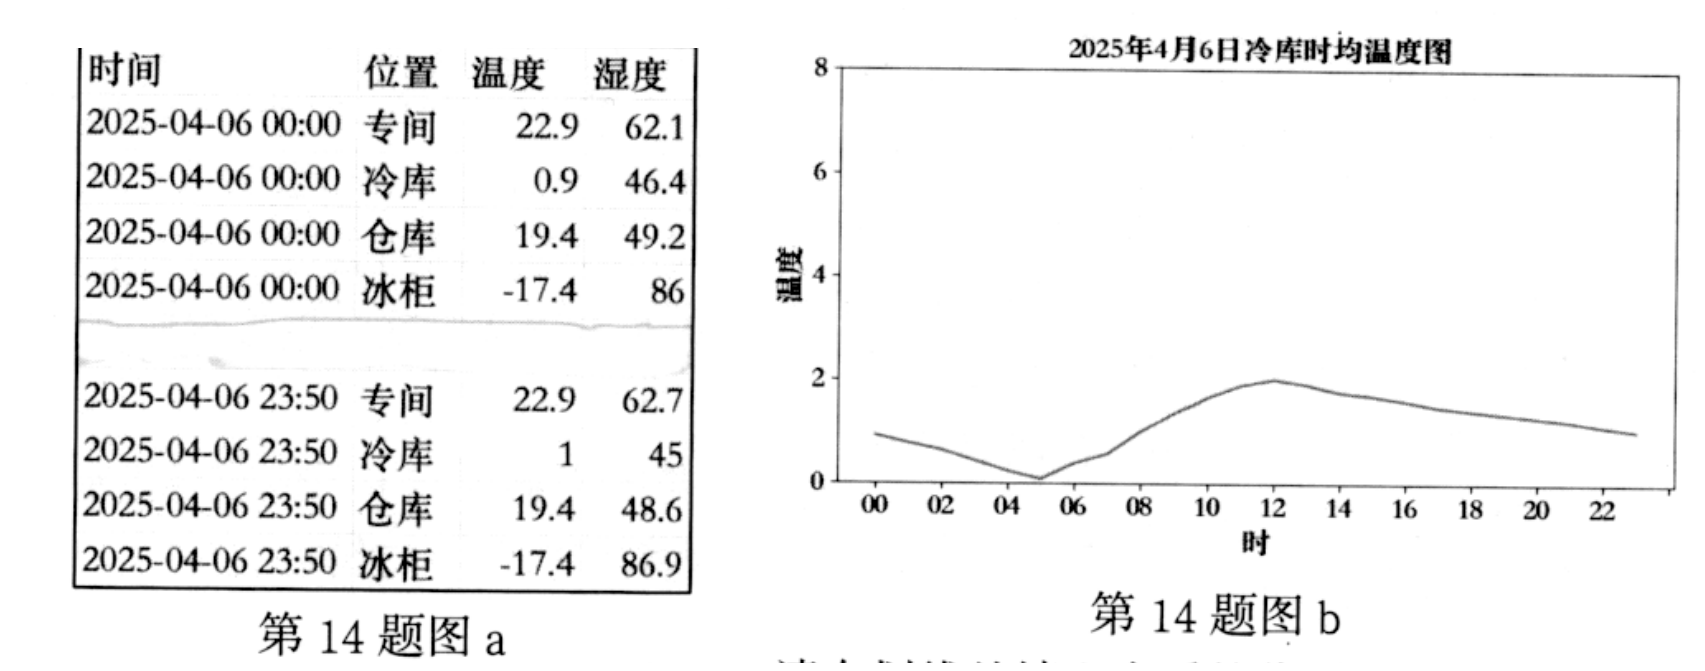 时间 位置 温度 湿度
2025-04-06 00:00 专间 22.9 62.1
2025-04-06 00:00 冷库 0.9 46.4
2025-04-06 00:00 仓库 19.4 49.2
2025-04-06 00:00 冰柜 -17.4 86
2025-04-06 23:50 专间 22.9 62.7
2025-04-06 23:50 冷库 1 45
2025-04-06 23:50 仓库 19.4 48.6
2025-04-06 23:50 冰柜 -17.4 86.9
第 14 题图 a
2025年4月6日冷库时均温度图
8
6
4
2
0
温度
00 02 04 06 08 10 12 14 16 18 20 22
时
第 14 题图 b